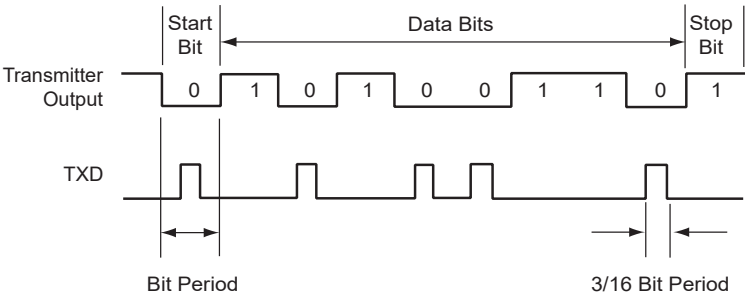 Start
Bit
Data Bits
Stop
Bit
Transmitter
Output
0 1 0 1 0 0 1 1 0 1
TXD
Bit Period
3/16 Bit Period